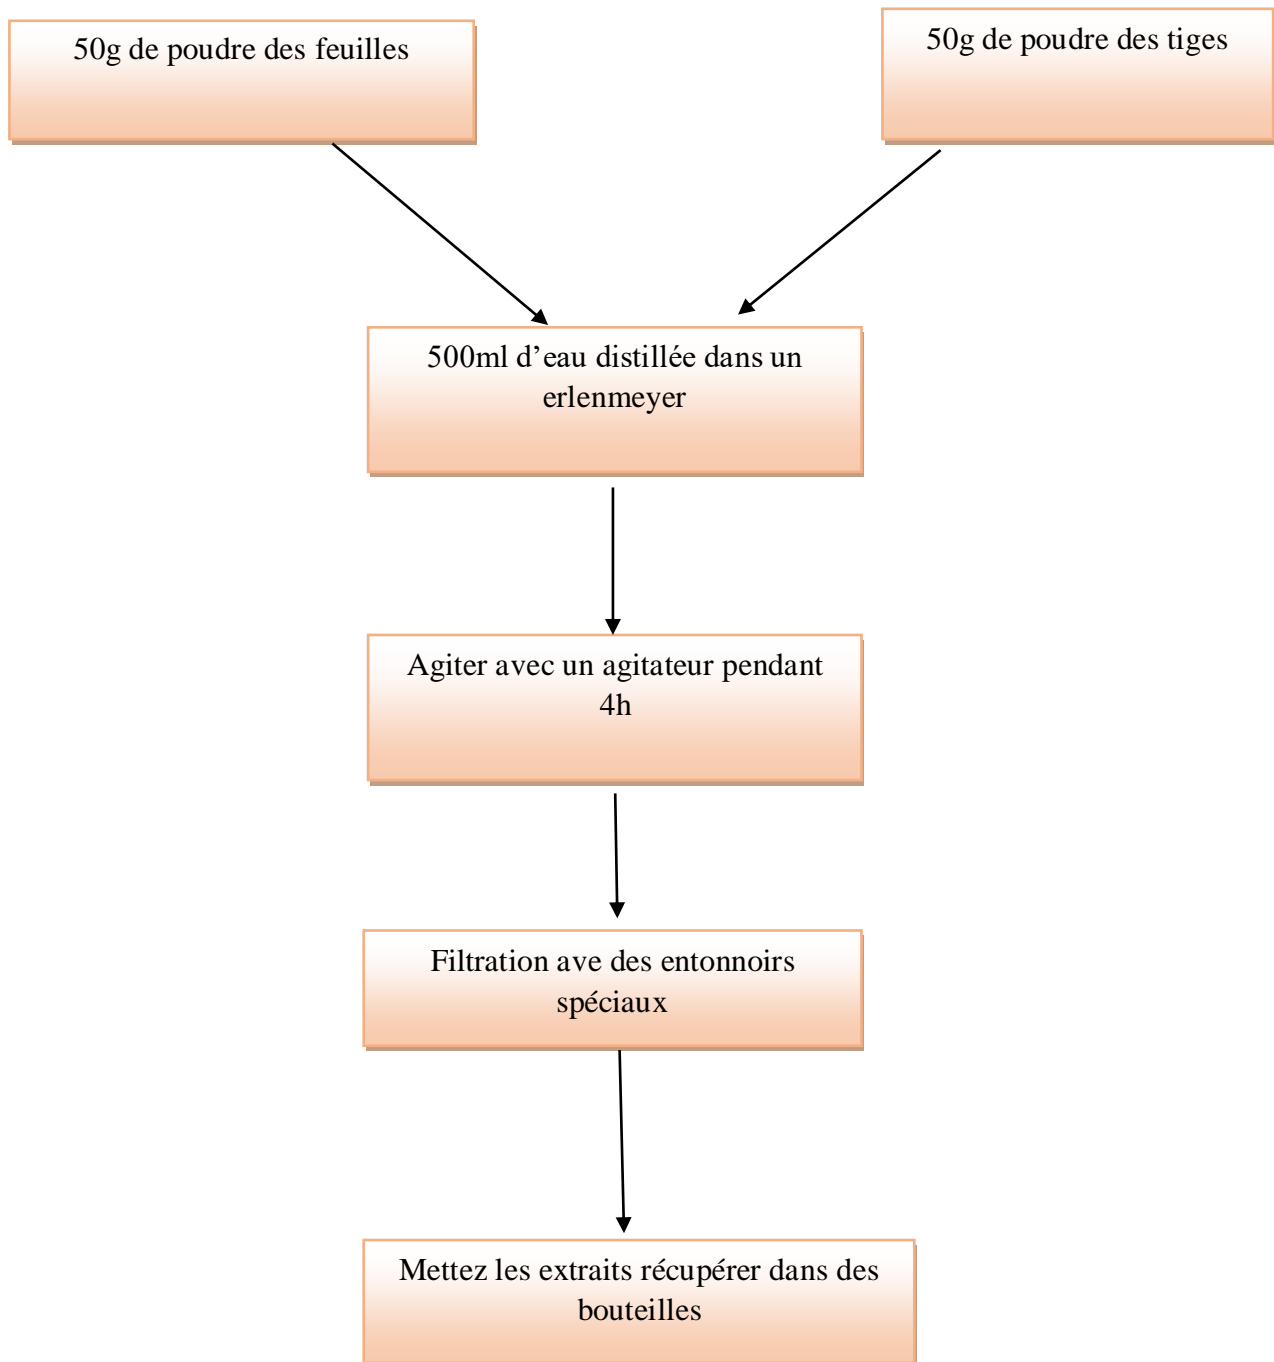 50g de poudre des feuilles
50g de poudre des tiges
500ml d’eau distillée dans un
erlenmeyer
Agiter avec un agitateur pendant
4h
Filtration ave des entonnoirs
spéciaux
Mettez les extraits récupérer dans des
bouteilles